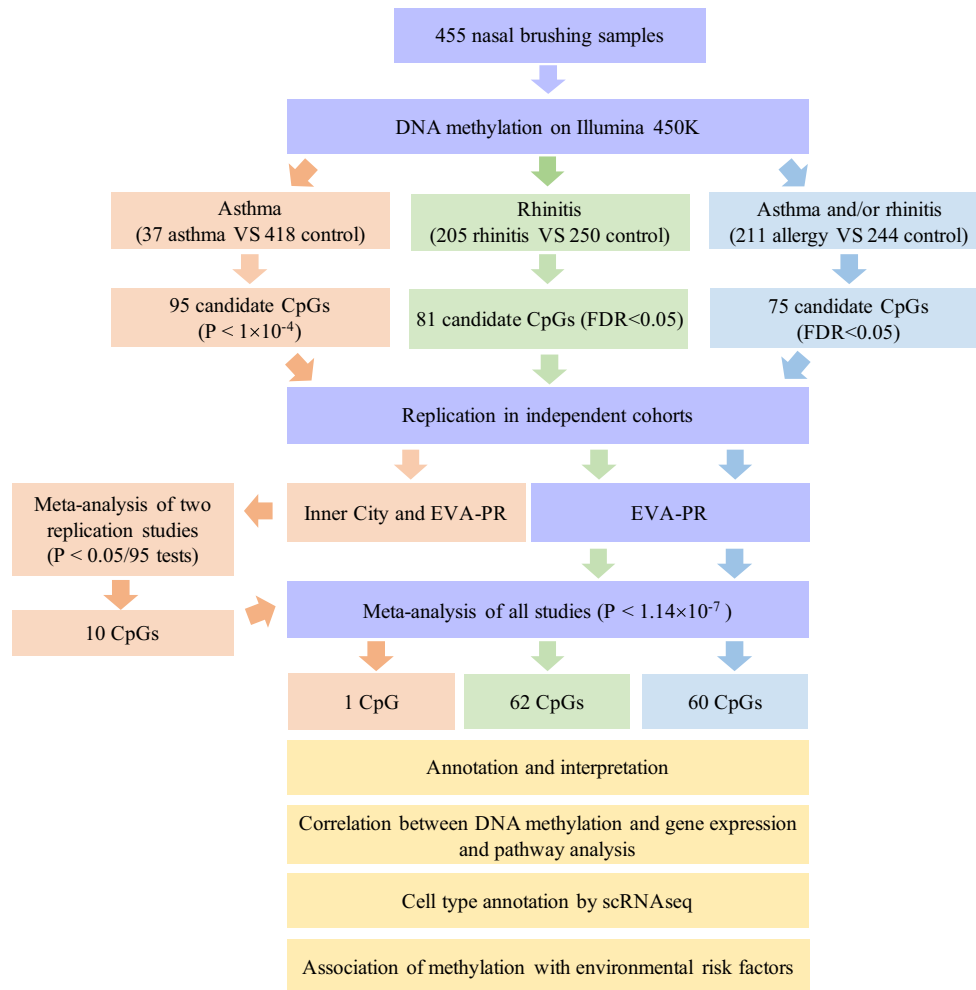 455 nasal brushing samples
DNA methylation on Illumina 450K
Asthma
(37 asthma VS 418 control)
Rhinitis
(205 rhinitis VS 250 control)
Asthma and/or rhinitis
(211 allergy VS 244 control)
95 candidate CpGs
(P < 1×10⁻⁴)
81 candidate CpGs (FDR<0.05)
75 candidate CpGs
(FDR<0.05)
Replication in independent cohorts
Meta-analysis of two
replication studies
(P < 0.05/95 tests)
Inner City and EVA-PR
EVA-PR
10 CpGs
Meta-analysis of all studies (P < 1.14×10⁻⁷ )
1 CpG
62 CpGs
60 CpGs
Annotation and interpretation
Correlation between DNA methylation and gene expression
and pathway analysis
Cell type annotation by scRNAseq
Association of methylation with environmental risk factors